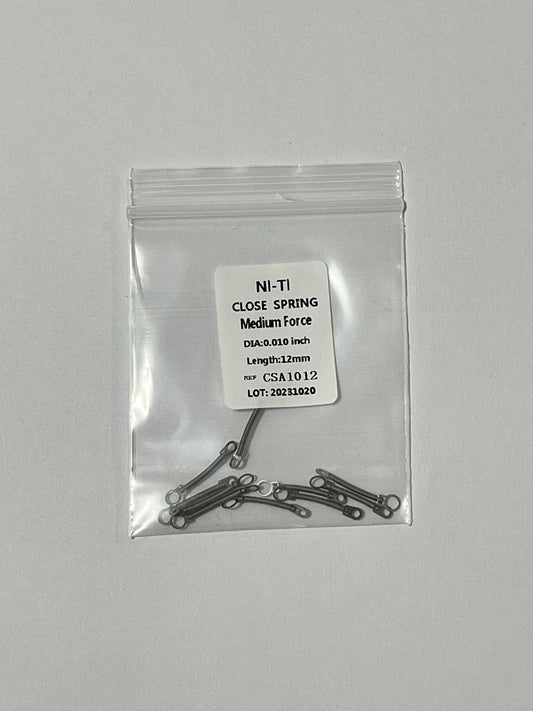 NI-TI
CLOSE SPRING
Medium Force
DIA:0.010 inch
Length:12mm
REF CSA1012
LOT: 20231020